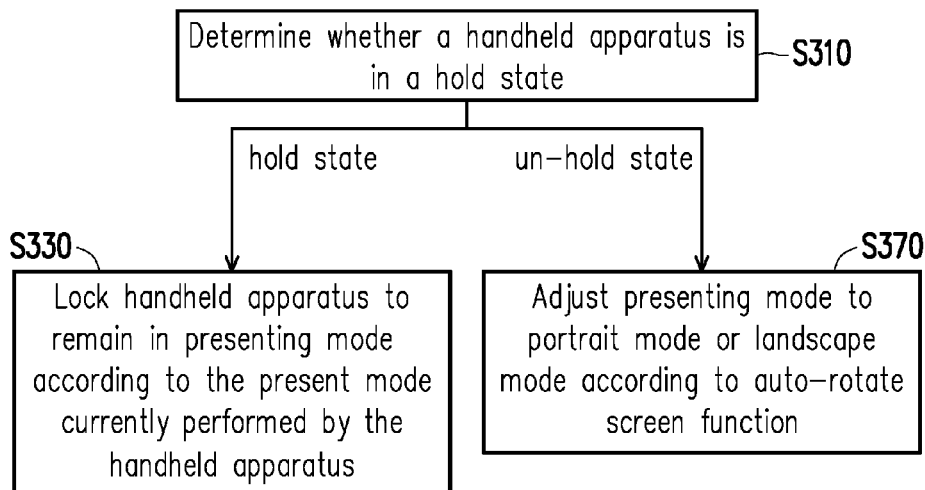 Determine whether a handheld apparatus is
in a hold state
S310
hold state
un-hold state
S330
S370
Lock handheld apparatus to
remain in presenting mode
according to the present mode
currently performed by the
handheld apparatus
Adjust presenting mode to
portrait mode or landscape
mode according to auto-rotate
screen function